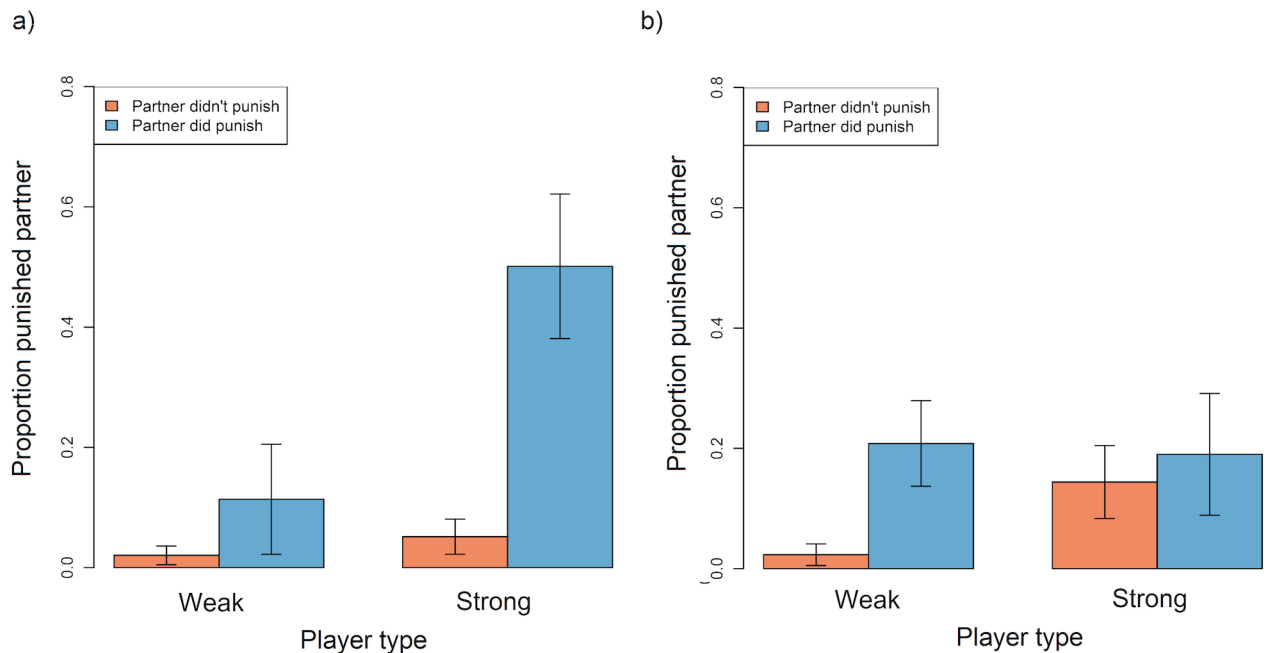 a)
Proportion punished partner
0.8
0.6
0.4
0.2
0.0
Partner didn't punish
Partner did punish
Weak
Strong
Player type
b)
Proportion punished partner
0.8
0.6
0.4
0.2
0.0
Partner didn't punish
Partner did punish
Weak
Strong
Player type